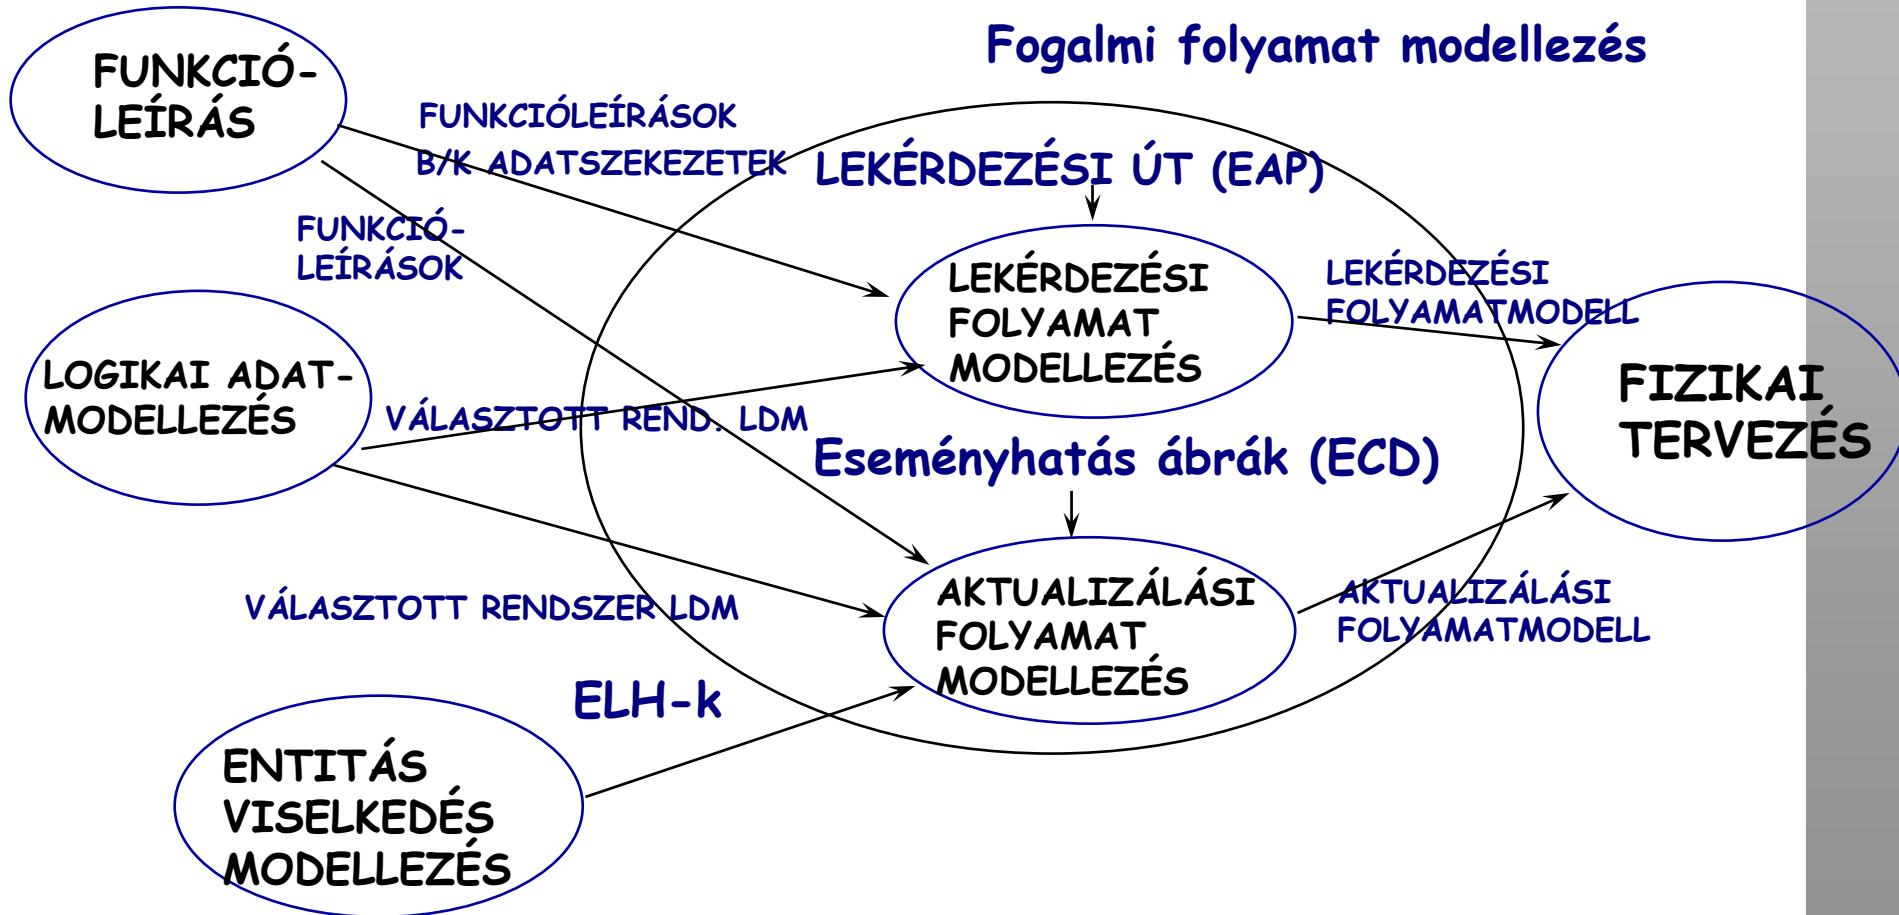 Fogalmi folyamat modellezés
FUNKCIÓ-
LEÍRÁS
FUNKCIÓLEÍRÁSOK
B/K ADATSZEKEZETEK
LEKÉRDEZÉSI ÚT (EAP)
FUNKCIÓ-
LEÍRÁSOK
LEKÉRDEZÉSI
FOLYAMAT
MODELLEZÉS
LEKÉRDEZÉSI
FOLYAMATMODELL
LOGIKAI ADAT-
MODELLEZÉS
VÁLASZTOTT REND. LDM
FIZIKAI
TERVEZÉS
Eseményhatás ábrák (ECD)
VÁLASZTOTT RENDSZER LDM
AKTUALIZÁLÁSI
FOLYAMAT
MODELLEZÉS
AKTUALIZÁLÁSI
FOLYAMATMODELL
ELH-k
ENTITÁS
VISELKEDÉS
MODELLEZÉS